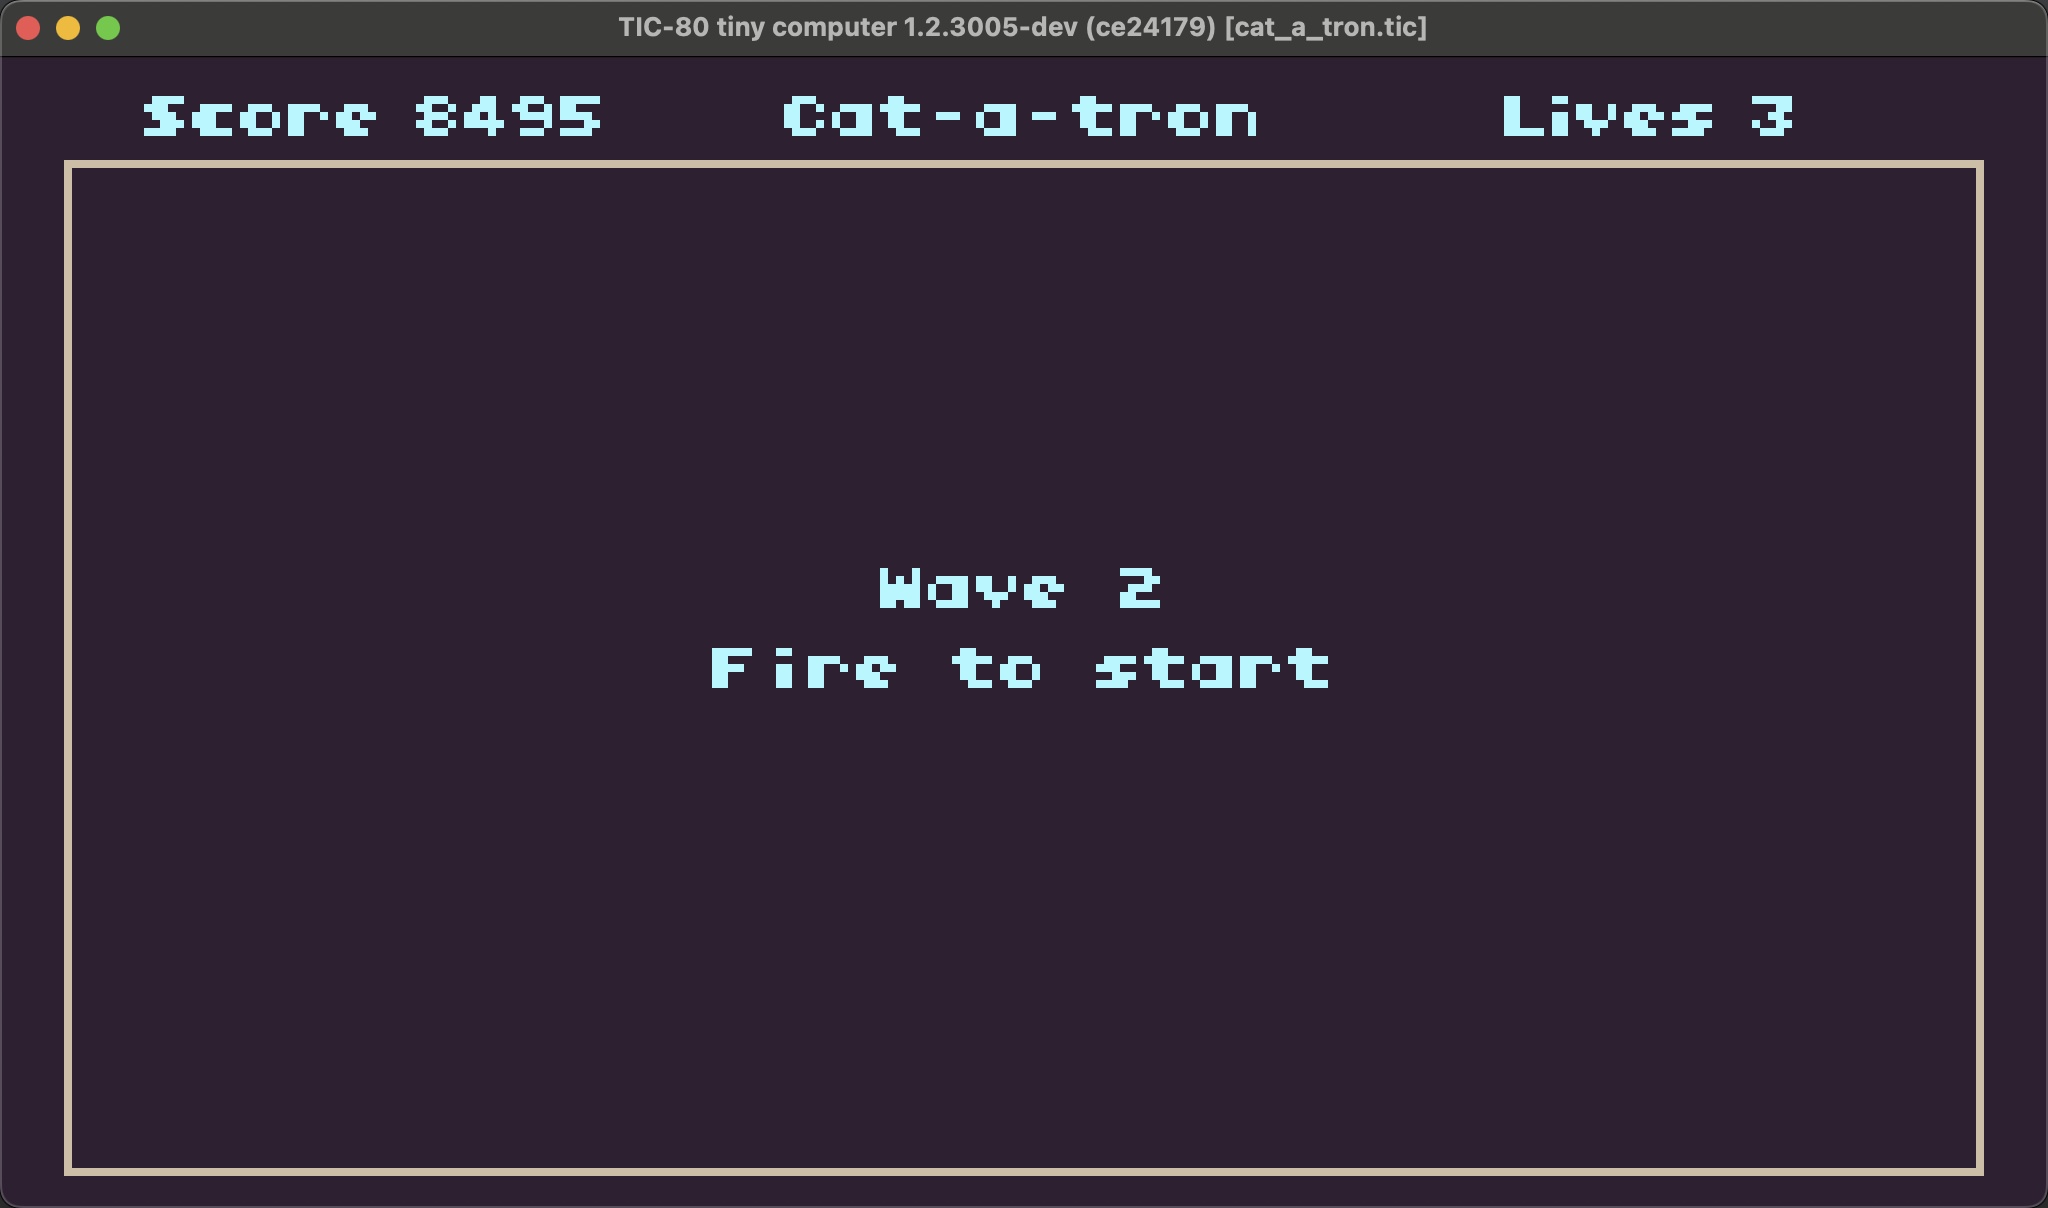 TIC-80 tiny computer 1.2.3005-dev (ce24179) [cat_a_tron.tic]
Score 8495 Cat-a-tron Lives 3
Wave 2
Fire to start